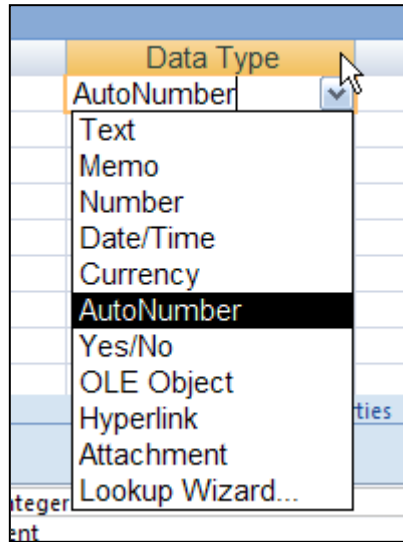 Data Type
AutoNumber
Text
Memo
Number
Date/Time
Currency
AutoNumber
Yes/No
OLE Object
Hyperlink
Attachment
Lookup Wizard...